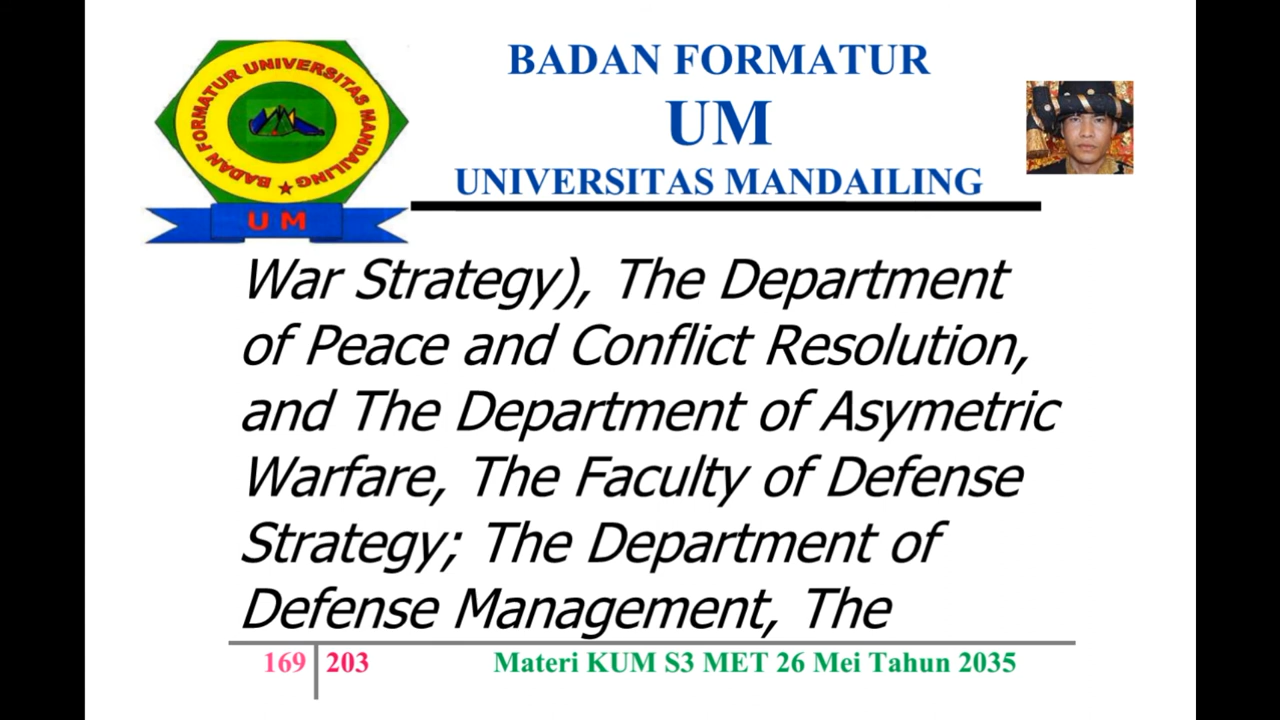 BADAN FORMATUR UNIVERSITAS MANDAILING
UM
BADAN FORMATUR
UM
UNIVERSITAS MANDAILING
War Strategy), The Department
of Peace and Conflict Resolution,
and The Department of Asymetric
Warfare, The Faculty of Defense
Strategy; The Department of
Defense Management, The
169 203 Materi KUM S3 MET 26 Mei Tahun 2035